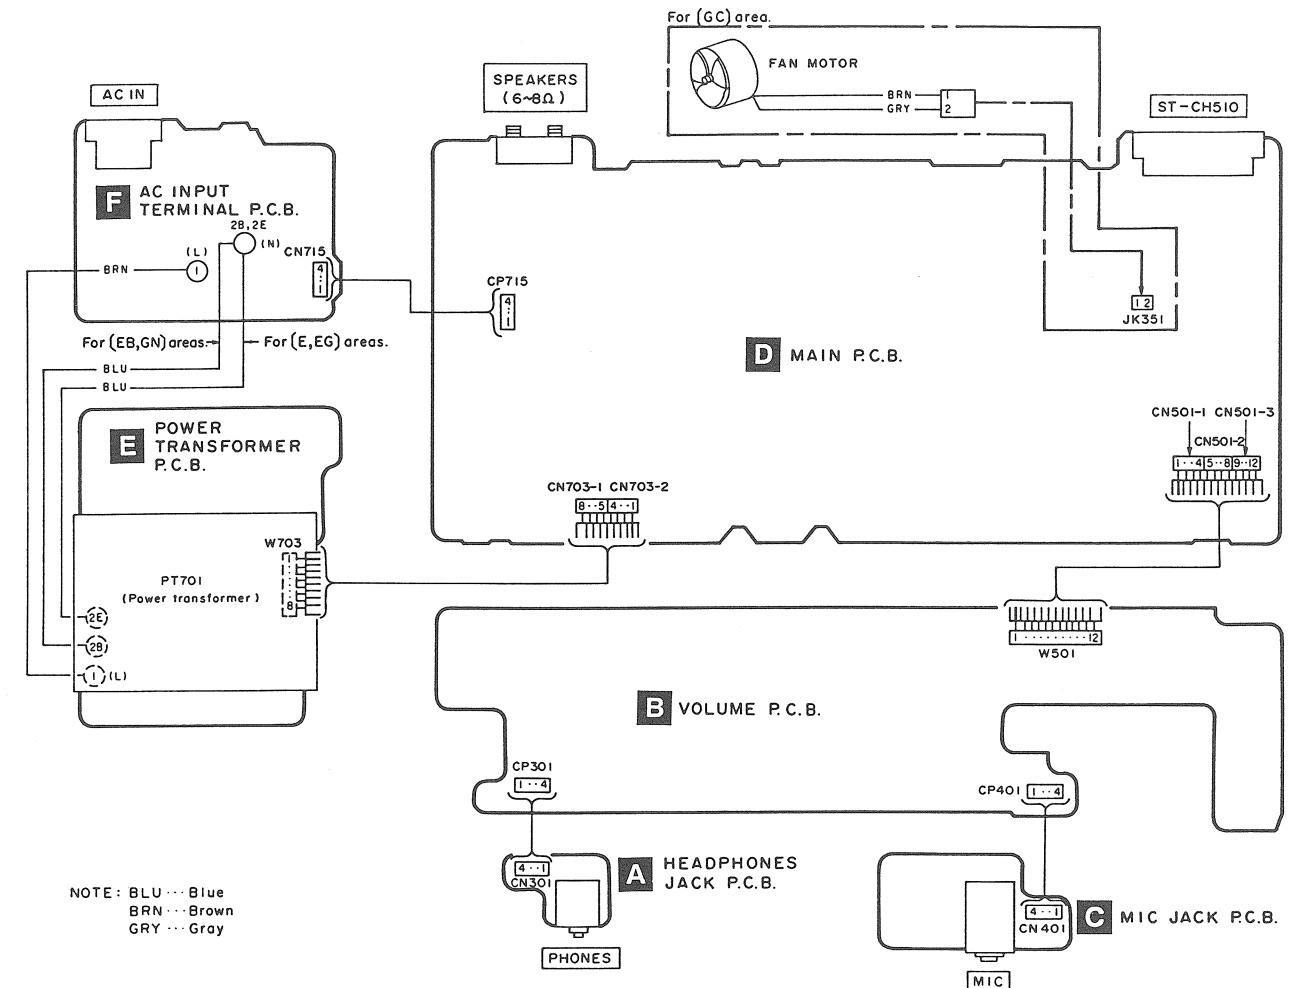 For (GC) area.
FAN MOTOR
BRN
GRY
1
2
AC IN
SPEAKERS
(6~8Ω)
ST-CH510
F
AC INPUT
TERMINAL P.C.B.
2B,2E
(N)
(L)
1
BRN
CN715
4
1
CP715
4
1
1 2
JK351
For (EB,GN) areas.
For (E,EG) areas.
BLU
BLU
D
MAIN P.C.B.
E
POWER
TRANSFORMER
P.C.B.
CN501-1 CN501-3
CN501-2
1··4 5··8 9··12
CN703-1 CN703-2
8··5 4··1
W703
1
8
PT701
(Power transformer)
2E
2B
1 (L)
1·········12
W501
B
VOLUME P.C.B.
CP301
1··4
CP401
1··4
4··1
CN301
A
HEADPHONES
JACK P.C.B.
PHONES
4··1
CN401
C
MIC JACK P.C.B.
MIC
NOTE: BLU···Blue
BRN···Brown
GRY···Gray